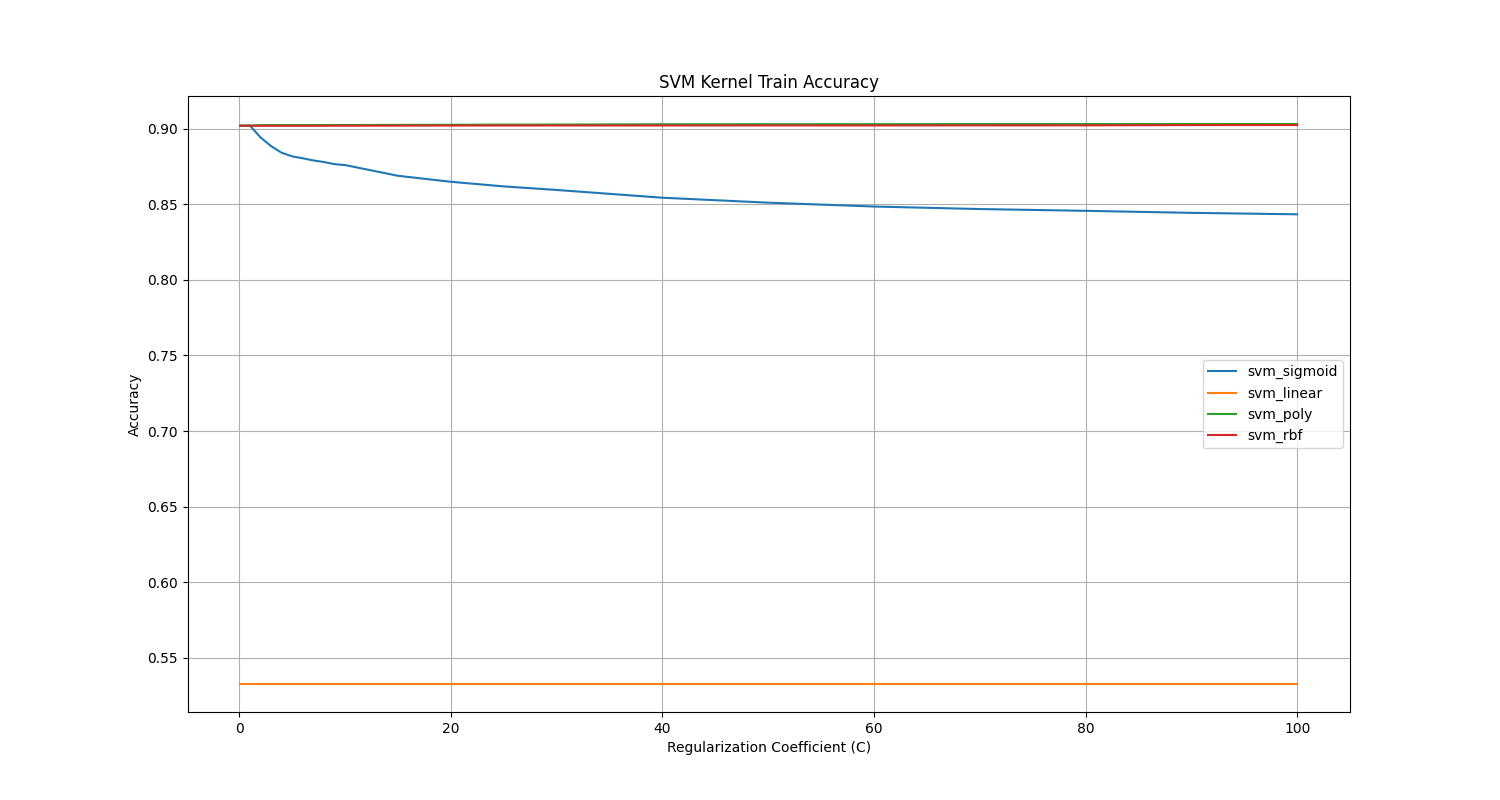 SVM Kernel Train Accuracy
0.90
0.85
0.80
0.75
0.70
0.65
0.60
0.55
Accuracy
svm_sigmoid
svm_linear
svm_poly
svm_rbf
0 20 40 60 80 100
Regularization Coefficient (C)